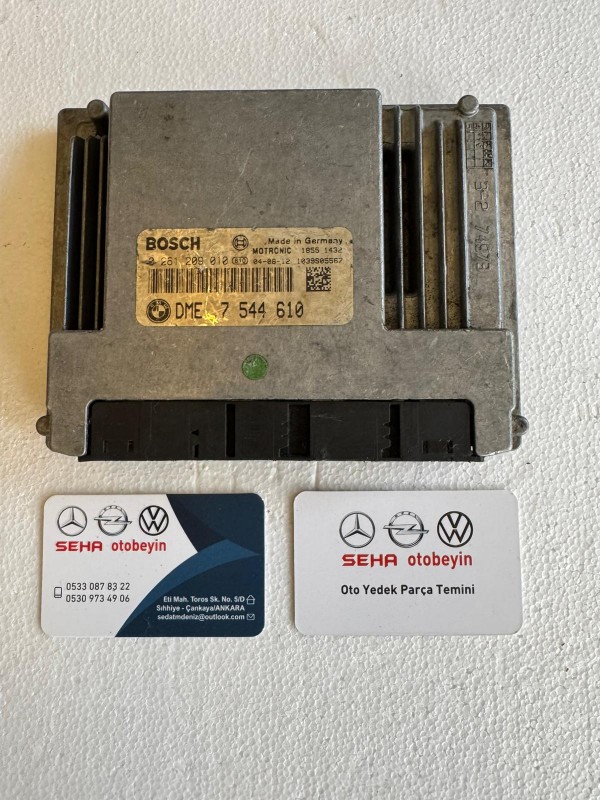 BOSCH
Made in Germany
MOTRONIC 1855 1432
0 261 209 010
04-08-12 1039S05567
DME 7 544 610
SEHA otobeyin
0533 087 83 22
0530 973 49 06
Eti Mah. Toros Sk. No. 5/D
Sıhhiye - Çankaya/ANKARA
sedatmdeniz@outlook.com
SEHA otobeyin
Oto Yedek Parça Temini